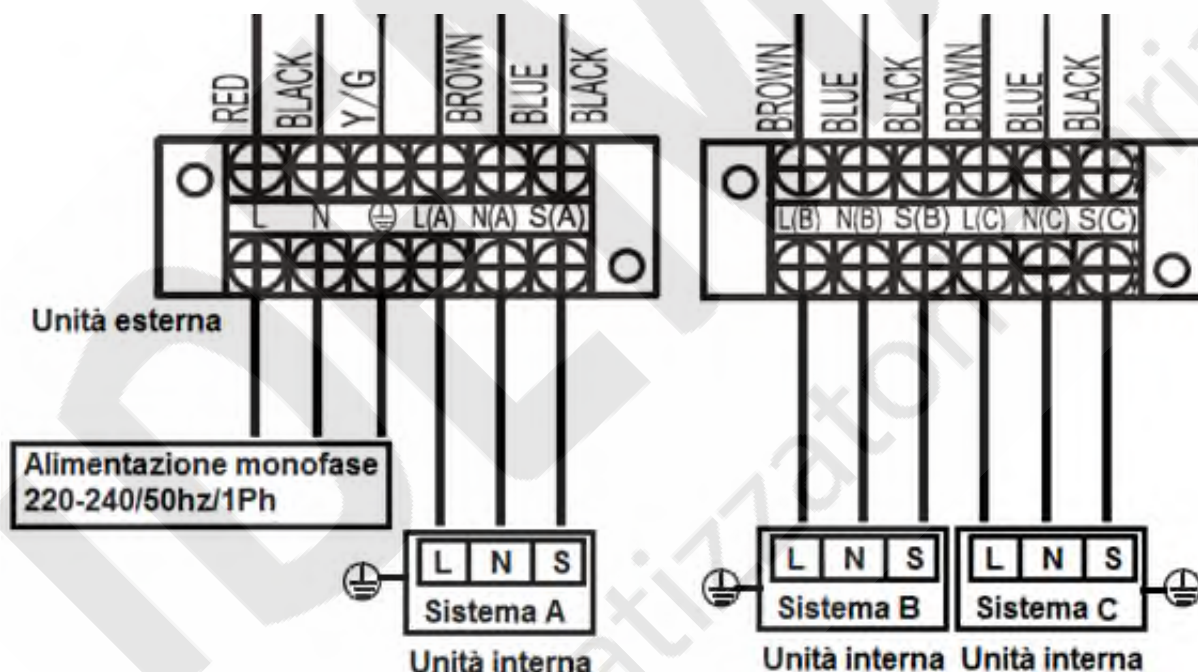 RED BLACK Y/G BROWN BLUE BLACK
BROWN BLUE BLACK BROWN BLUE BLACK
L N L(A) N(A) S(A)
L(B) N(B) S(B) L(C) N(C) S(C)
Unità esterna
Alimentazione monofase
220-240/50hz/1Ph
L N S
Sistema A
Unità interna
L N S
Sistema B
Unità interna
L N S
Sistema C
Unità interna